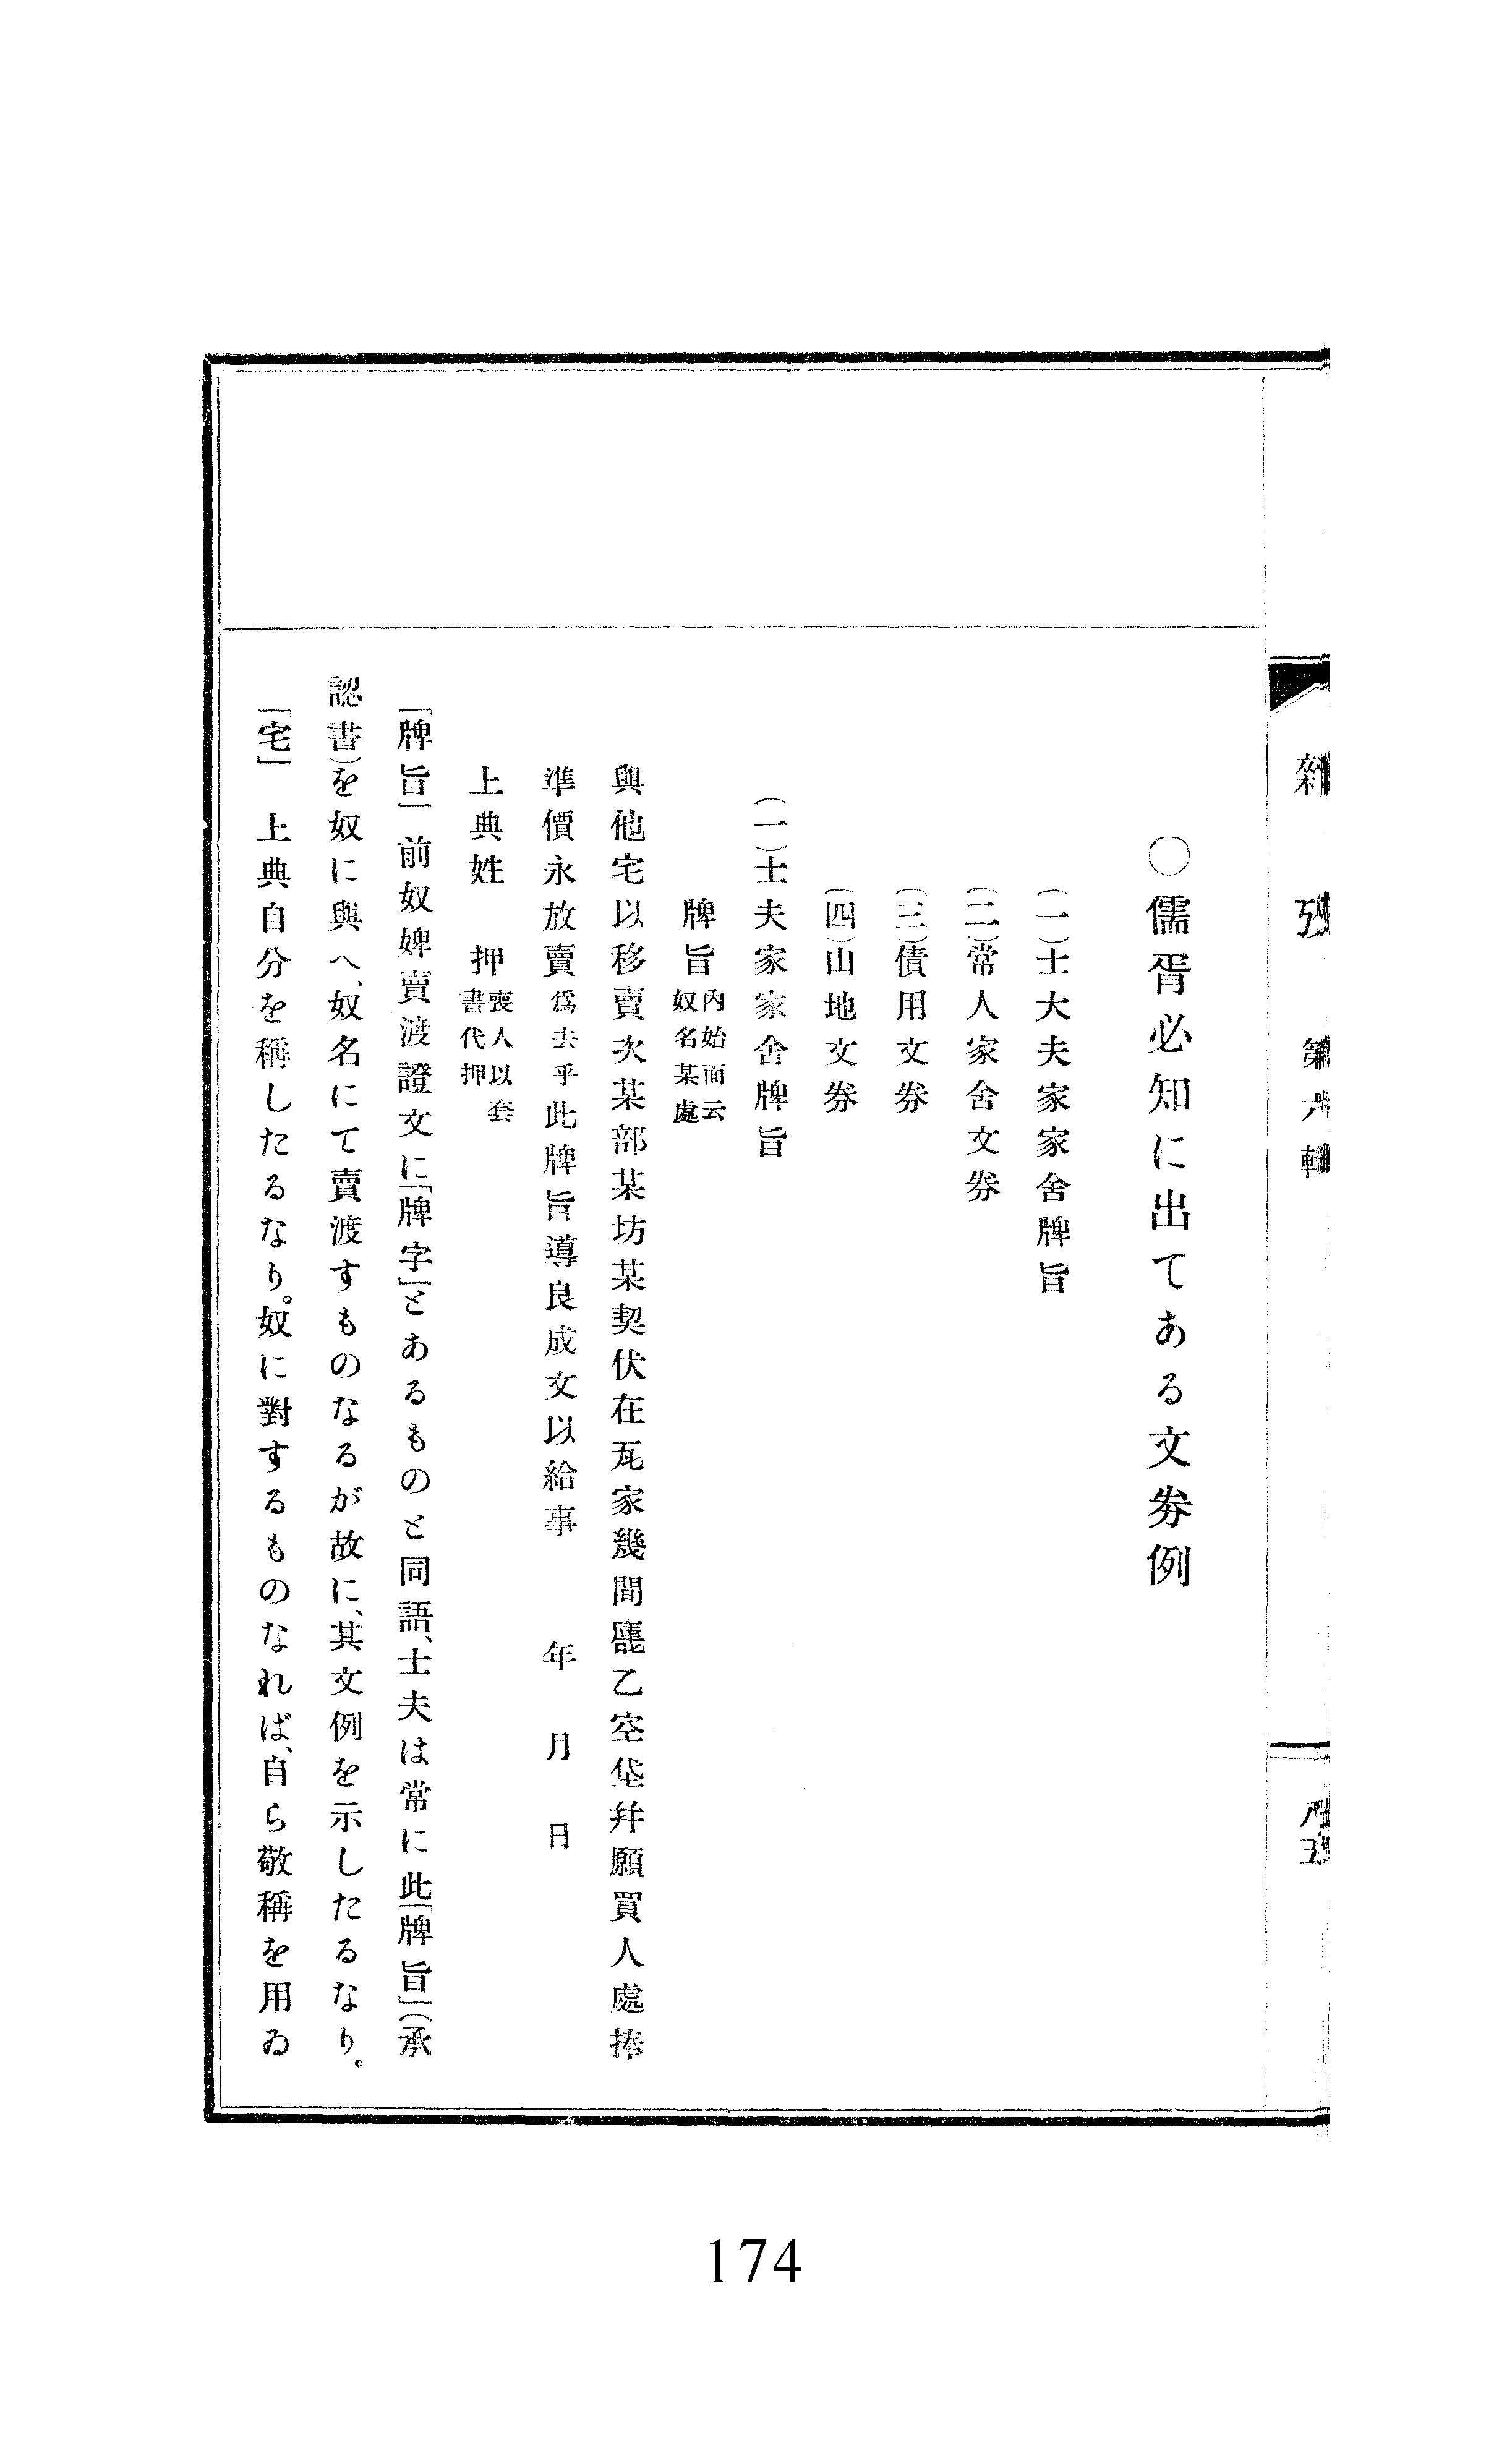 雜攷 第六輯 八五
〇儒胥必知に出てある文券例
(一)士大夫家家舍牌旨
(二)常人家舍文券
(三)債用文券
(四)山地文券
(一)士夫家家舍牌旨
牌旨 內始面云奴名某處
與他宅以移賣次某部某坊某契伏在瓦家幾間乙空垈幷願買人處捧
準價永放賣爲去乎此牌旨導良成文以給事 年 月 日
上典姓 押 喪人以套書代押
「牌旨」前奴婢賣渡證文に「牌字」とあるものと同語、士夫は常に此「牌旨」(承
認書)を奴に與へ、奴名にて賣渡すものなるが故に、其文例を示したるなり。
「宅」 上典自分を稱したるなり。奴に對するものなれば、自ら敬稱を用ゐ
174